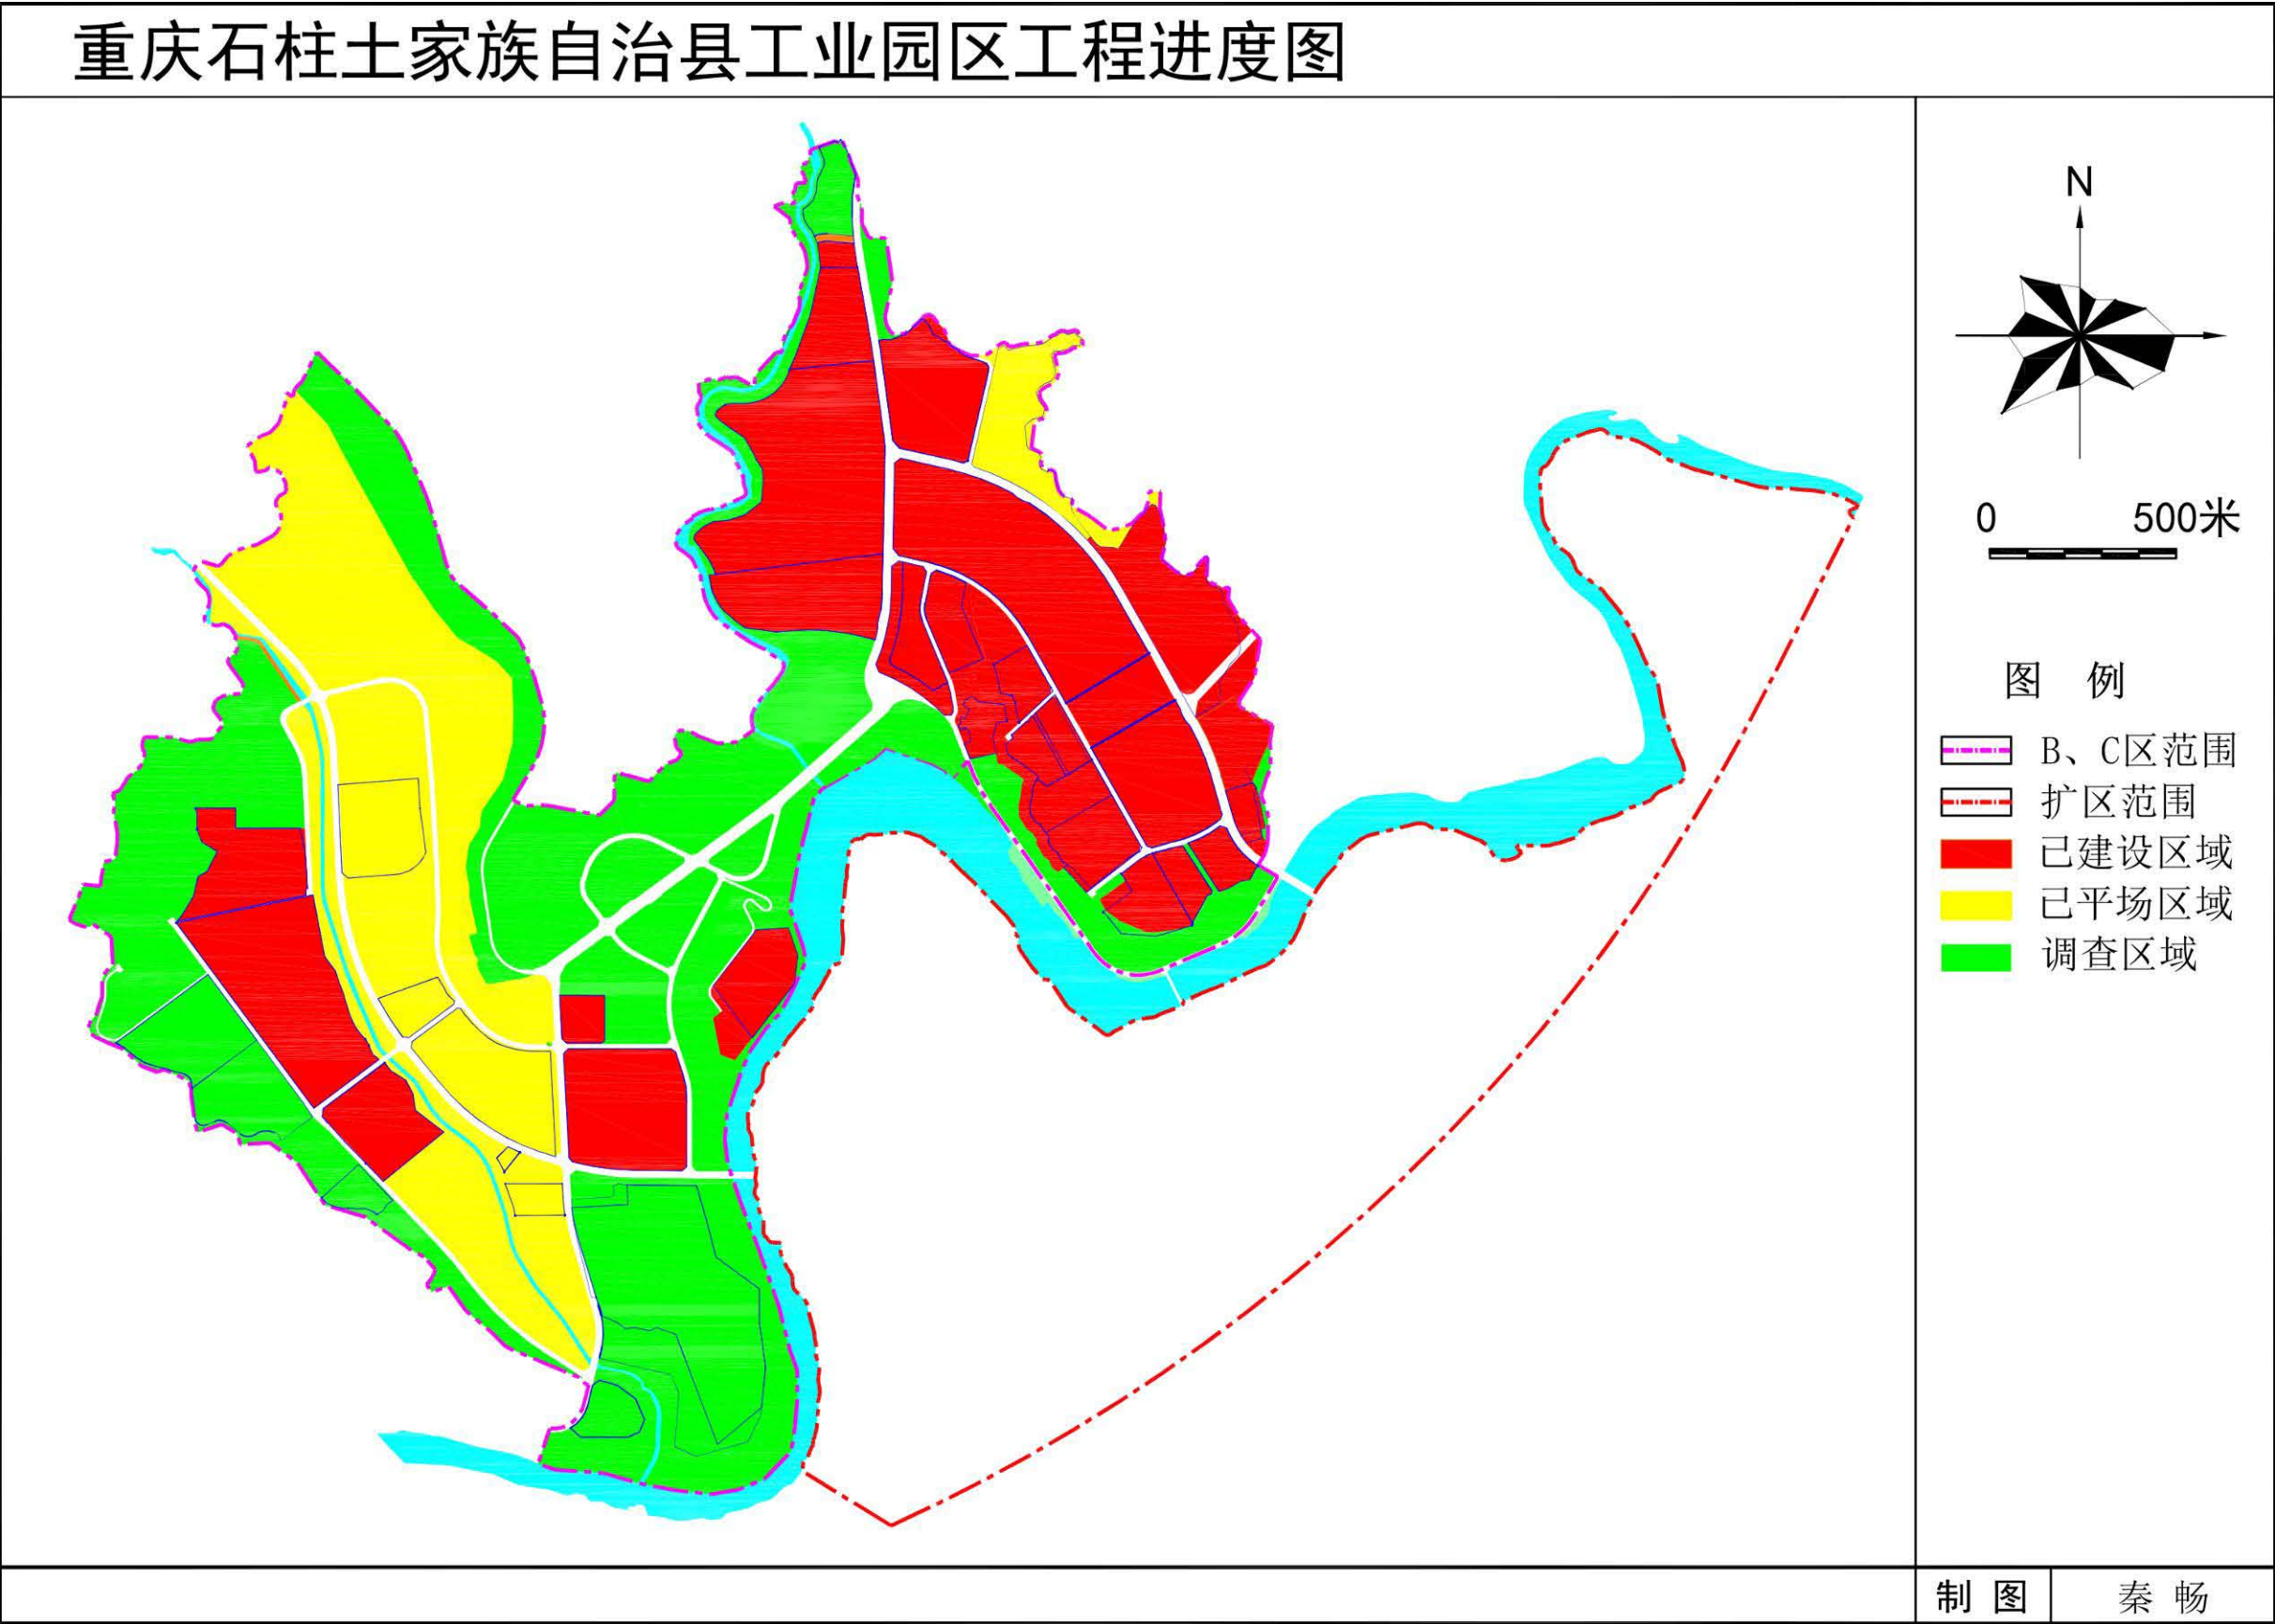 重庆石柱土家族自治县工业园区工程进度图
N
0 500米
图 例
B、C区范围
扩区范围
已建设区域
已平场区域
调查区域
制 图 秦 畅